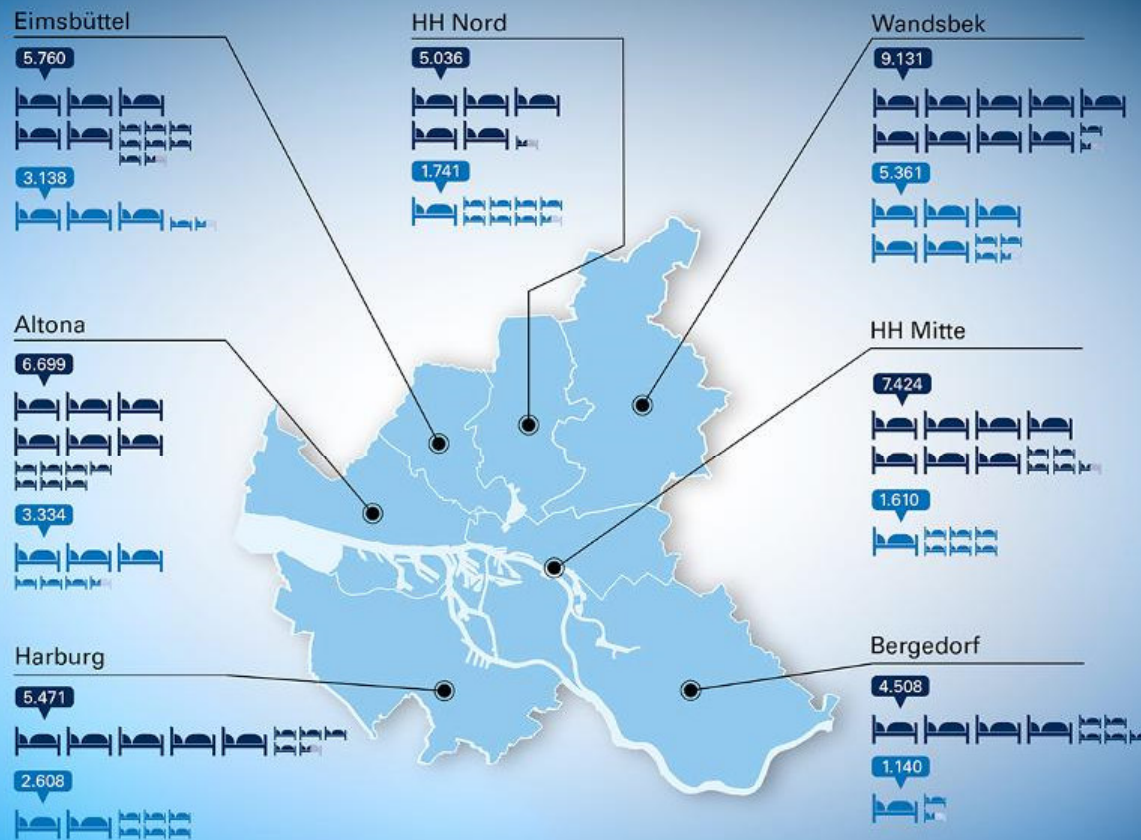 Eimsbüttel
5.760
3.138
HH Nord
5.036
1.741
Wandsbek
9.131
5.361
Altona
6.699
3.334
HH Mitte
7.424
1.610
Harburg
5.471
2.608
Bergedorf
4.508
1.140